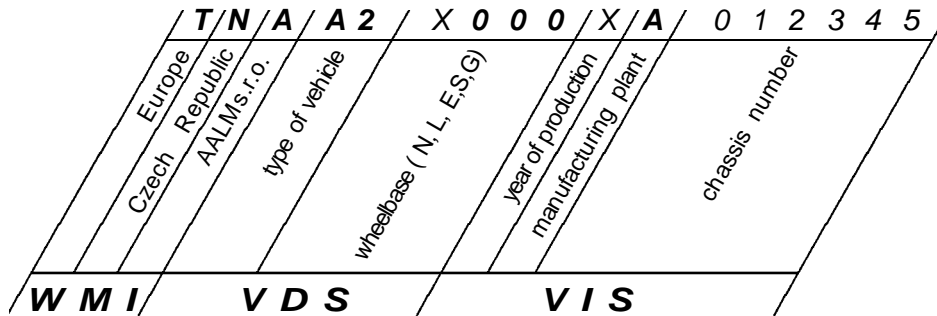 T N A A 2 X 0 0 0 X A 0 1 2 3 4 5
Europe
Czech Republic
AALMs.r.o.
type of vehicle
wheelbase ( N, L, E,S,G)
year of production
manufacturing plant
chassis number
W M I V D S V I S